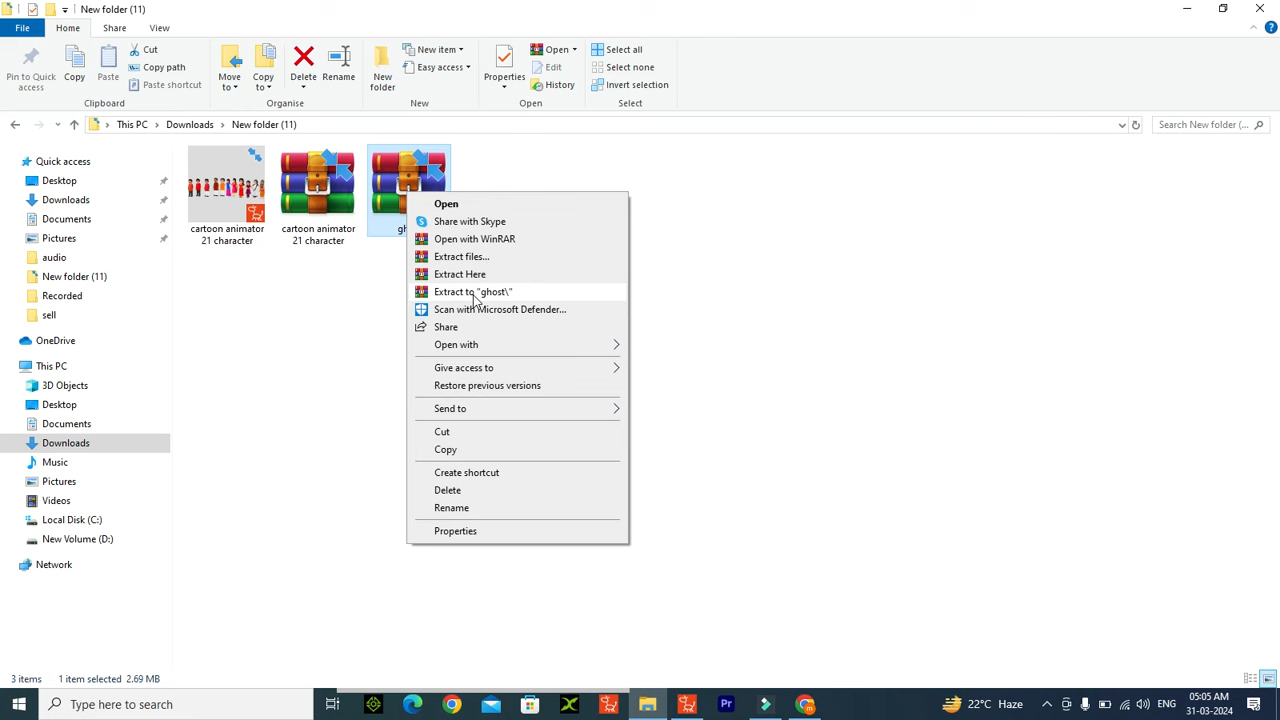 New folder (11)
File
Home
Share
View
Pin to Quick
access
Copy
Paste
Cut
Copy path
Paste shortcut
Clipboard
Move
to
Copy
to
Delete
Rename
Organise
New
folder
New item
Easy access
New
Properties
Open
Edit
History
Open
Select all
Select none
Invert selection
Select
This PC
Downloads
New folder (11)
Search New folder (...
Quick access
Desktop
Downloads
Documents
Pictures
audio
New folder (11)
Recorded
sell
OneDrive
This PC
3D Objects
Desktop
Documents
Downloads
Music
Pictures
Videos
Local Disk (C:)
New Volume (D:)
Network
cartoon animator
21 character
cartoon animator
21 character
Open
Share with Skype
Open with WinRAR
Extract files...
Extract Here
Extract to "ghost\"
Scan with Microsoft Defender...
Share
Open with
Give access to
Restore previous versions
Send to
Cut
Copy
Create shortcut
Delete
Rename
Properties
3 items
1 item selected 2.69 MB
Type here to search
Pr
22°C Haze
ENG
05:05 AM
31-03-2024